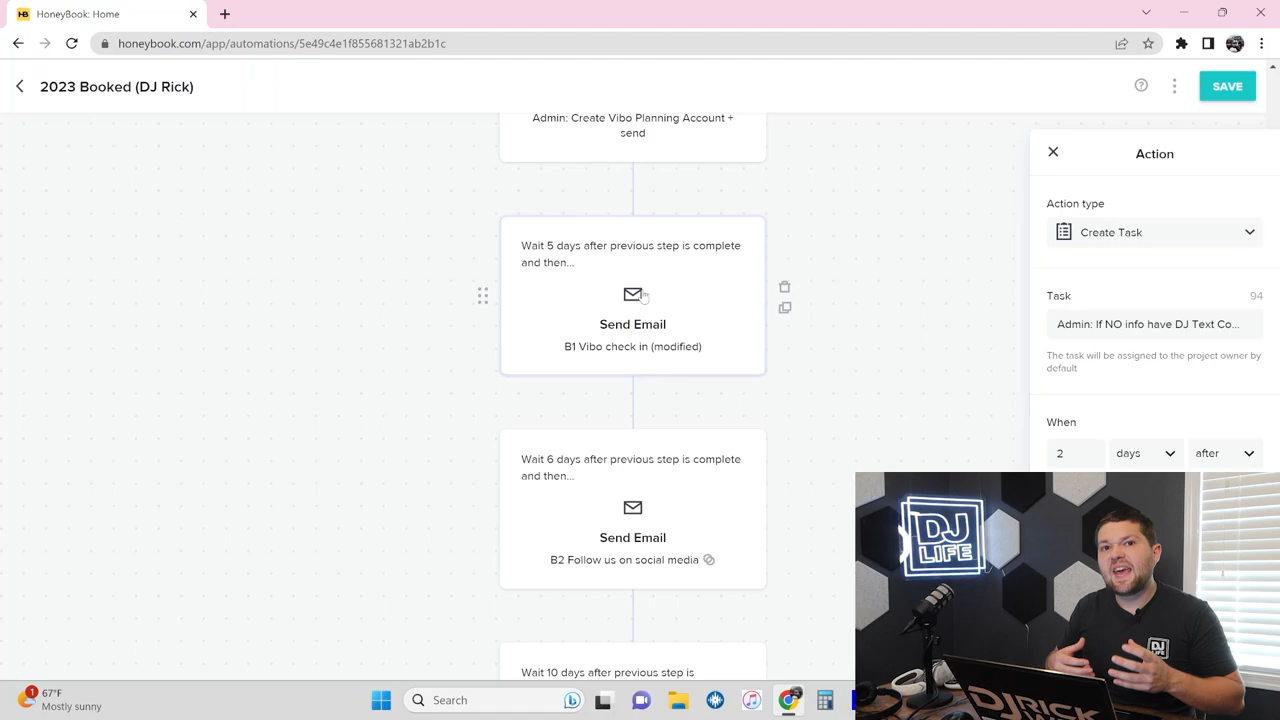 HoneyBook: Home
honeybook.com/app/automations/5e49c4e1f855681321ab2b1c
2023 Booked (DJ Rick)
SAVE
Admin: Create Vibo Planning Account +
send
Wait 5 days after previous step is complete
and then...
Send Email
B1 Vibo check in (modified)
Wait 6 days after previous step is complete
and then...
Send Email
B2 Follow us on social media
Wait 10 days after previous step is
Action
Action type
Create Task
Task
94
Admin: If NO info have DJ Text Co...
The task will be assigned to the project owner by
default
When
2
days
after
DJ
LIFE
DJ
LIFE
DJ RICK
1
67°F
Mostly sunny
Search